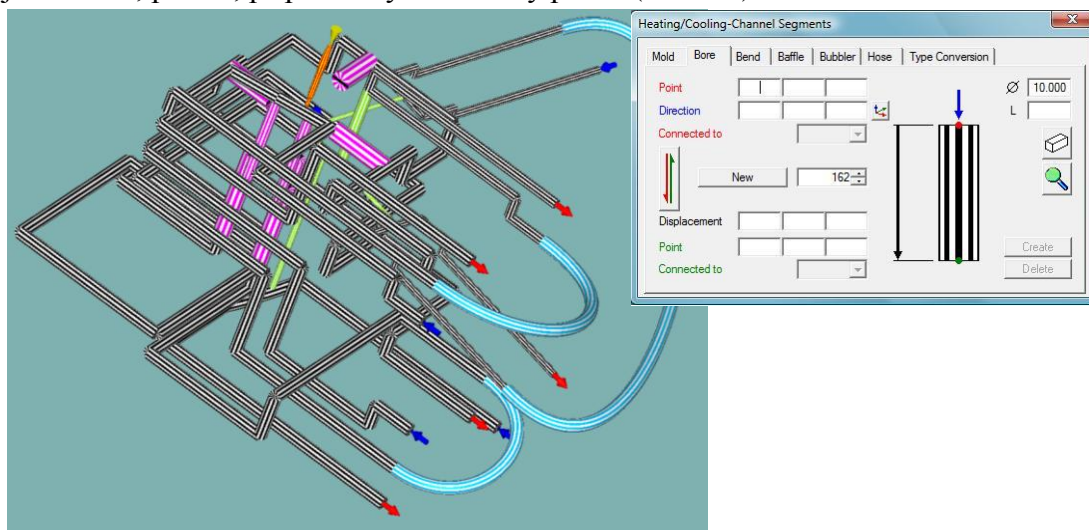 Heating/Cooling-Channel Segments
Mold Bore Bend Baffle Bubbler Hose Type Conversion
Point Ø 10.000
Direction L
Connected to
New 162
Displacement
Point Create
Connected to Delete